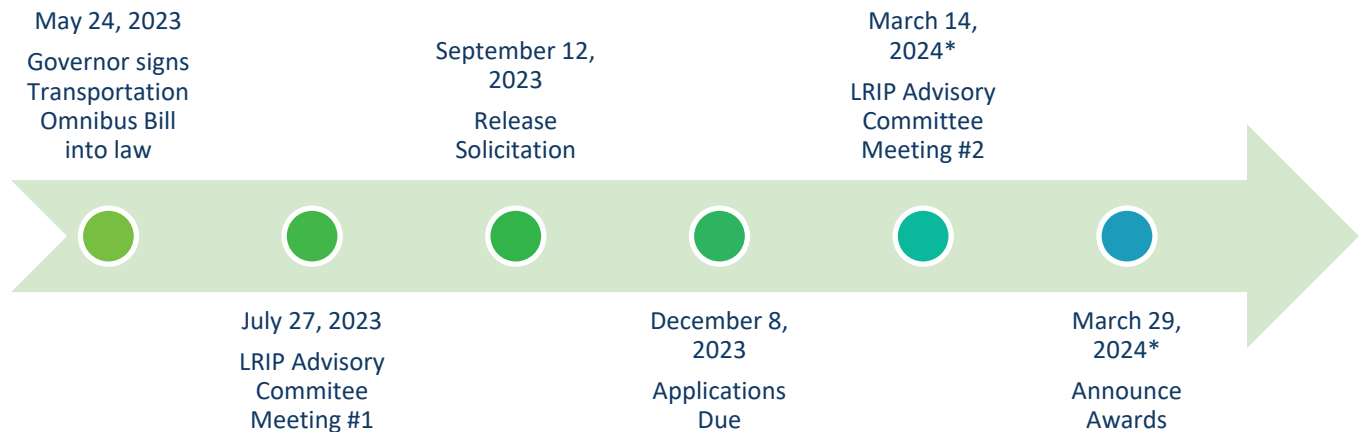 May 24, 2023
Governor signs
Transportation
Omnibus Bill
into law
July 27, 2023
LRIP Advisory
Commitee
Meeting #1
September 12,
2023
Release
Solicitation
December 8,
2023
Applications
Due
March 14,
2024*
LRIP Advisory
Committee
Meeting #2
March 29,
2024*
Announce
Awards